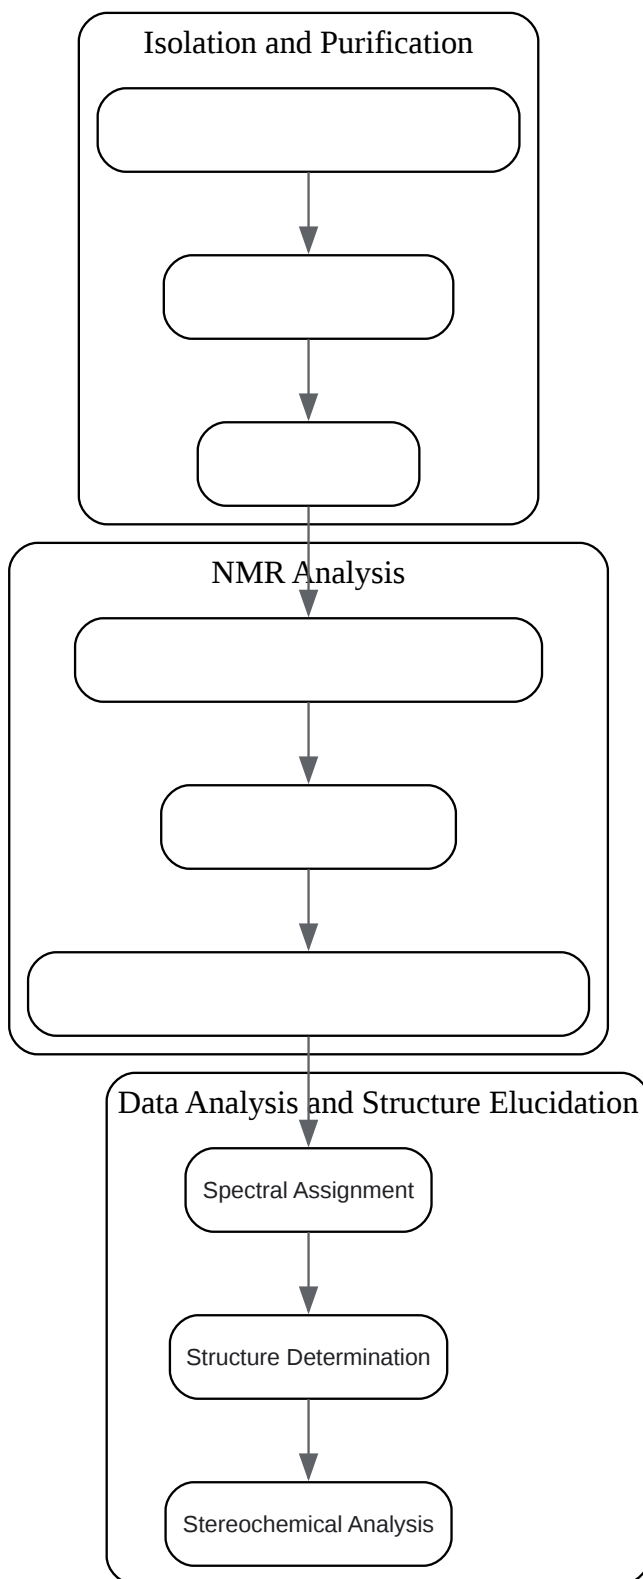 Isolation and Purification
NMR Analysis
Data Analysis and Structure Elucidation
Spectral Assignment
Structure Determination
Stereochemical Analysis